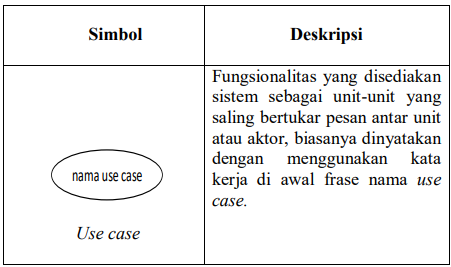 Simbol
Deskripsi
nama use case
Use case
Fungsionalitas yang disediakan
sistem sebagai unit-unit yang
saling bertukar pesan antar unit
atau aktor, biasanya dinyatakan
dengan menggunakan kata
kerja di awal frase nama use
case.